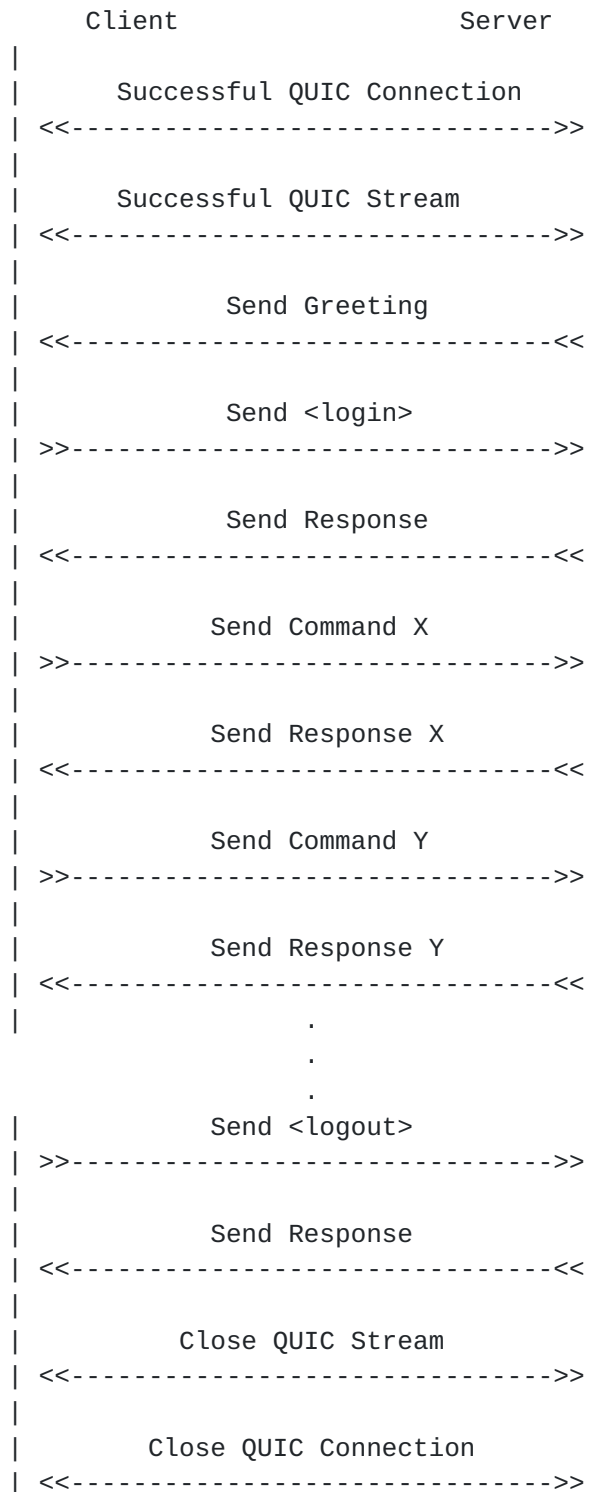 Client                  Server
|
|      Successful QUIC Connection
| <<------------------------------->>
|
|      Successful QUIC Stream
| <<------------------------------->>
|
|             Send Greeting
| <<-------------------------------<<
|
|             Send <login>
| >>------------------------------->>
|
|             Send Response
| <<-------------------------------<<
|
|            Send Command X
| >>------------------------------->>
|
|            Send Response X
| <<-------------------------------<<
|
|            Send Command Y
| >>------------------------------->>
|
|            Send Response Y
| <<-------------------------------<<
|                  .
                   .
                   .
|            Send <logout>
| >>------------------------------->>
|
|            Send Response
| <<-------------------------------<<
|
|          Close QUIC Stream
| <<------------------------------->>
|
|        Close QUIC Connection
| <<------------------------------->>